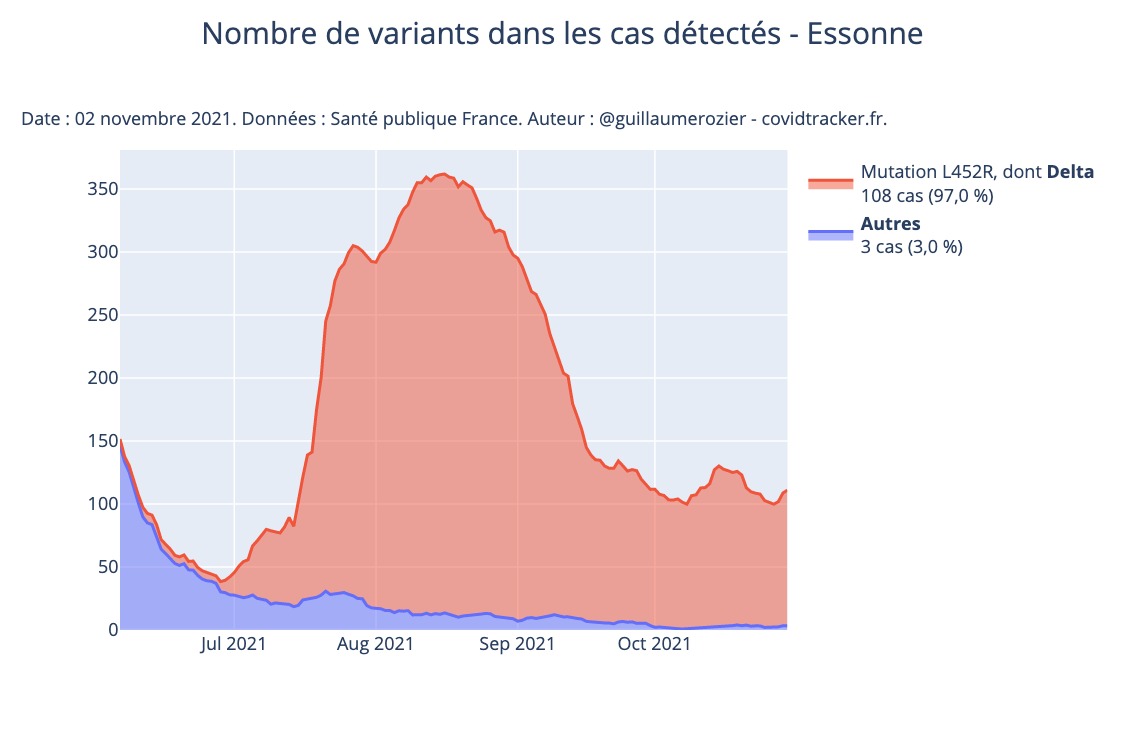 Nombre de variants dans les cas détectés - Essonne
Date : 02 novembre 2021. Données : Santé publique France. Auteur : @guillaumerozier - covidtracker.fr.
Mutation L452R, dont Delta
108 cas (97,0 %)
Autres
3 cas (3,0 %)
350
300
250
200
150
100
50
0
Jul 2021
Aug 2021
Sep 2021
Oct 2021